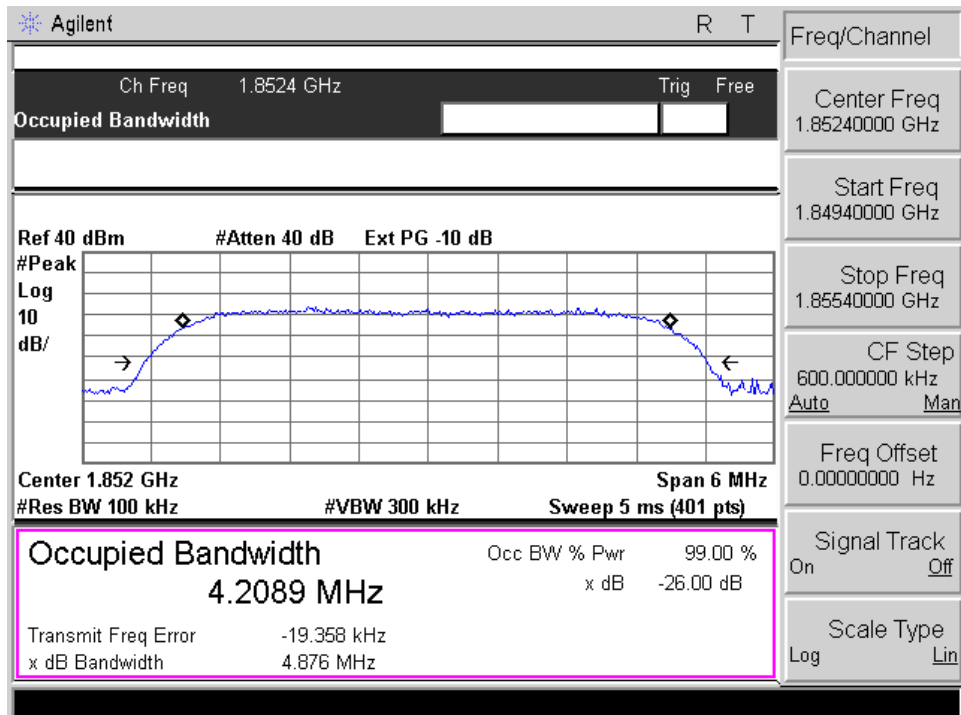 Agilent R T
Ch Freq 1.8524 GHz Trig Free
Occupied Bandwidth
Ref 40 dBm #Atten 40 dB Ext PG -10 dB
#Peak
Log
10
dB/
Center 1.852 GHz Span 6 MHz
#Res BW 100 kHz #VBW 300 kHz Sweep 5 ms (401 pts)
Occupied Bandwidth Occ BW % Pwr 99.00 %
4.2089 MHz x dB -26.00 dB
Transmit Freq Error -19.358 kHz
x dB Bandwidth 4.876 MHz
Freq/Channel
Center Freq
1.85240000 GHz
Start Freq
1.84940000 GHz
Stop Freq
1.85540000 GHz
CF Step
600.000000 kHz
Auto Man
Freq Offset
0.00000000 Hz
Signal Track
On Off
Scale Type
Log Lin